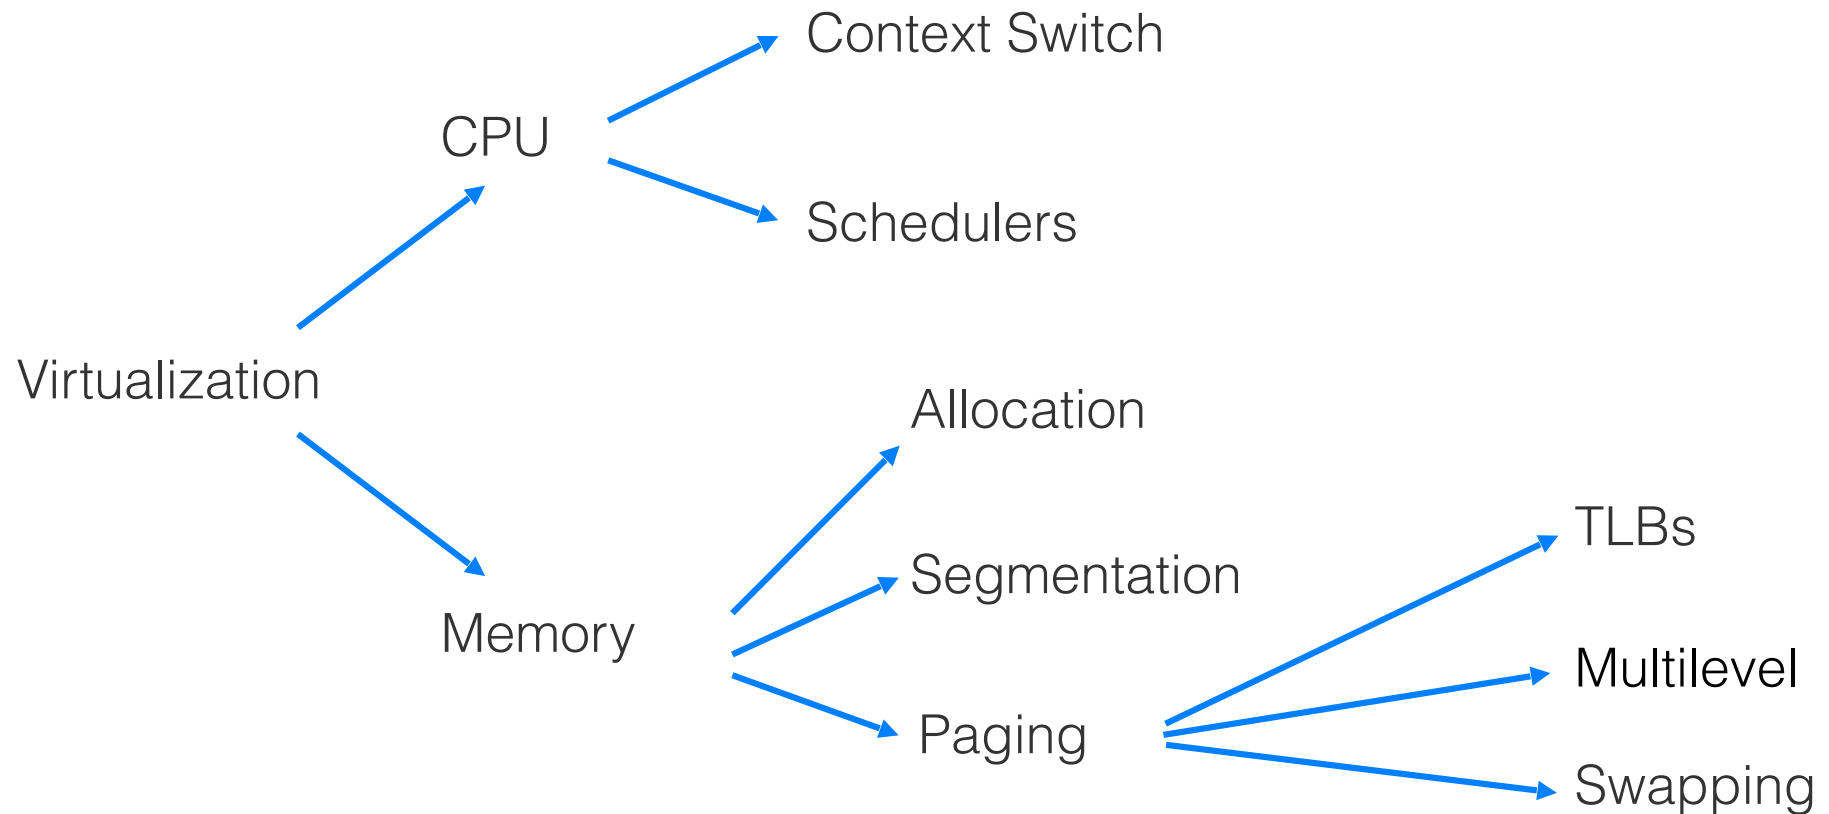 Context Switch
CPU
Schedulers
Virtualization
Allocation
TLBs
Segmentation
Memory
Multilevel
Paging
Swapping